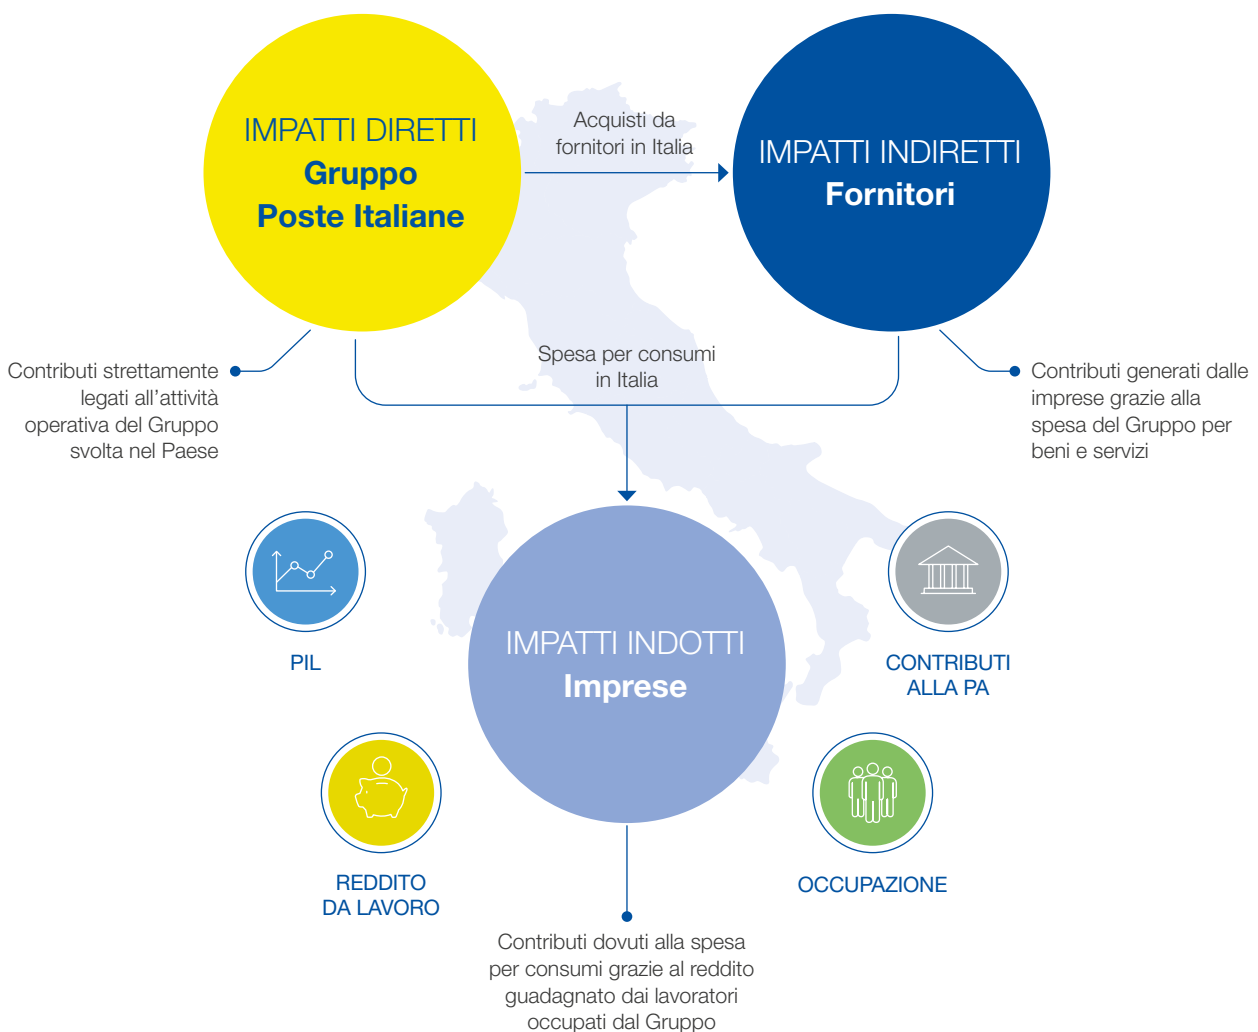 IMPATTI DIRETTI
Gruppo
Poste Italiane
Acquisti da
fornitori in Italia
IMPATTI INDIRETTI
Fornitori
Contributi strettamente
legati all'attività
operativa del Gruppo
svolta nel Paese
Spesa per consumi
in Italia
Contributi generati dalle
imprese grazie alla
spesa del Gruppo per
beni e servizi
PIL
IMPATTI INDOTTI
Imprese
CONTRIBUTI
ALLA PA
REDDITO
DA LAVORO
OCCUPAZIONE
Contributi dovuti alla spesa
per consumi grazie al reddito
guadagnato dai lavoratori
occupati dal Gruppo